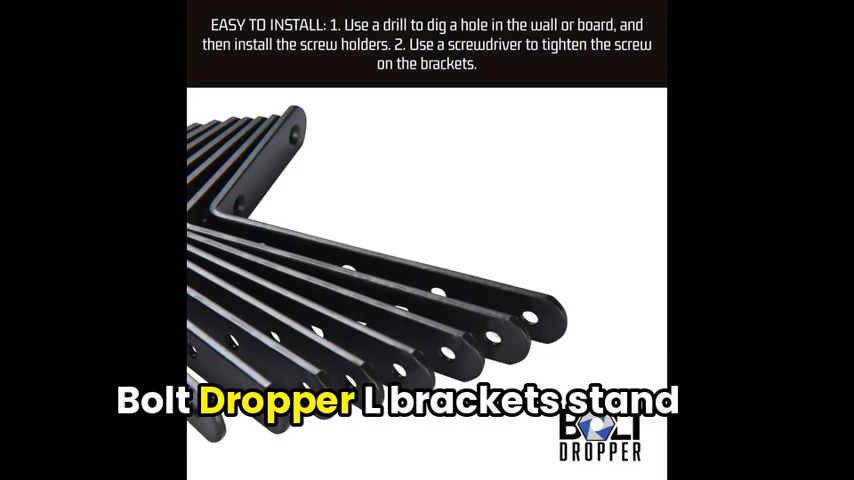 EASY TO INSTALL: 1. Use a drill to dig a hole in the wall or board, and
then install the screw holders. 2. Use a screwdriver to tighten the screw
on the brackets.
Bolt Dropper L brackets stand
BOLT
DROPPER